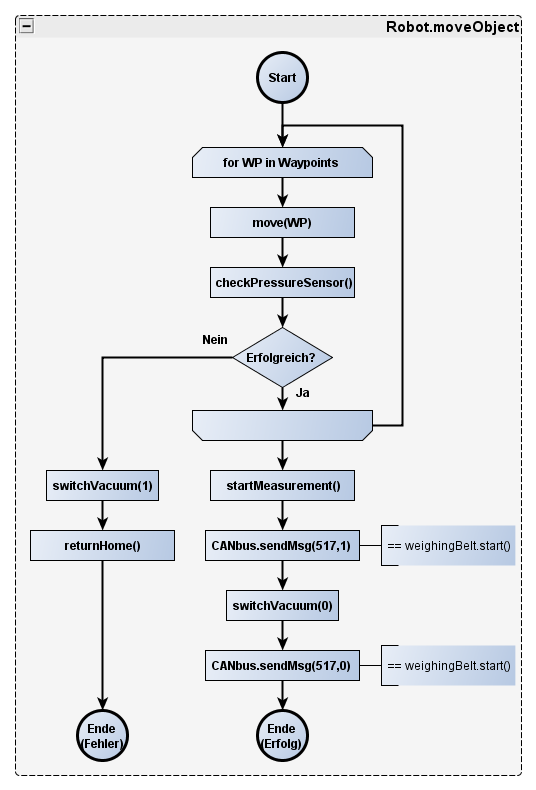 Robot.moveObject
Start
for WP in Waypoints
move(WP)
checkPressureSensor()
Nein
Erfolgreich?
Ja
switchVacuum(1)
startMeasurement()
returnHome()
CANbus.sendMsg(517,1)
== weighingBelt.start()
switchVacuum(0)
CANbus.sendMsg(517,0)
== weighingBelt.start()
Ende
(Fehler)
Ende
(Erfolg)